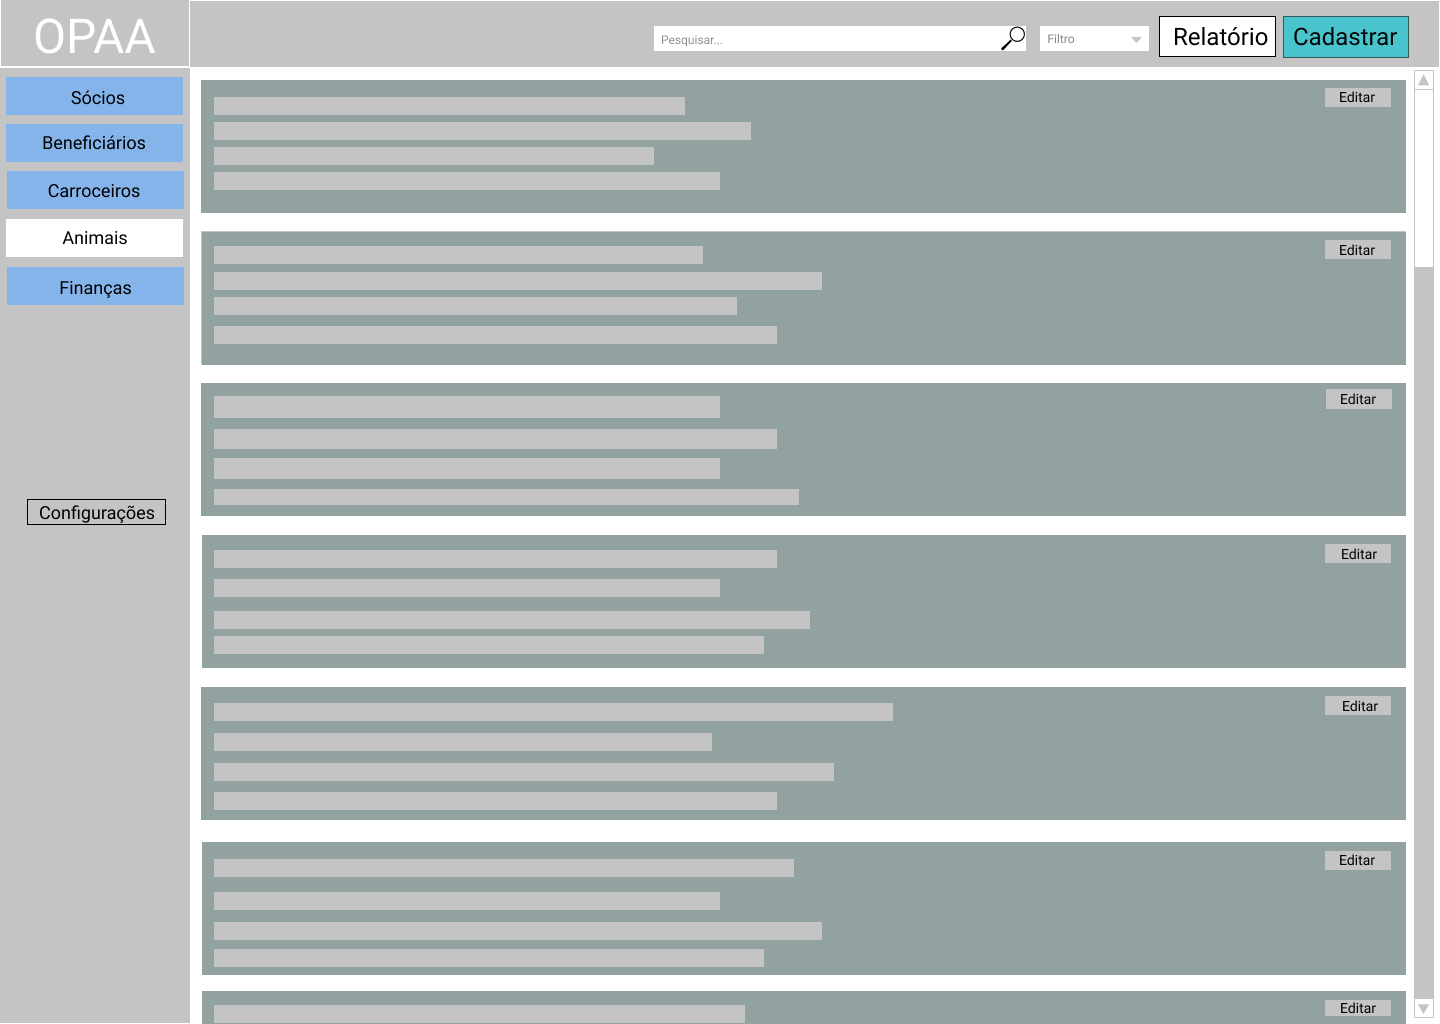 OPAA
Pesquisar...
Filtro
Relatório
Cadastrar
Sócios
Beneficiários
Carroceiros
Animais
Finanças
Configurações
Editar
Editar
Editar
Editar
Editar
Editar
Editar